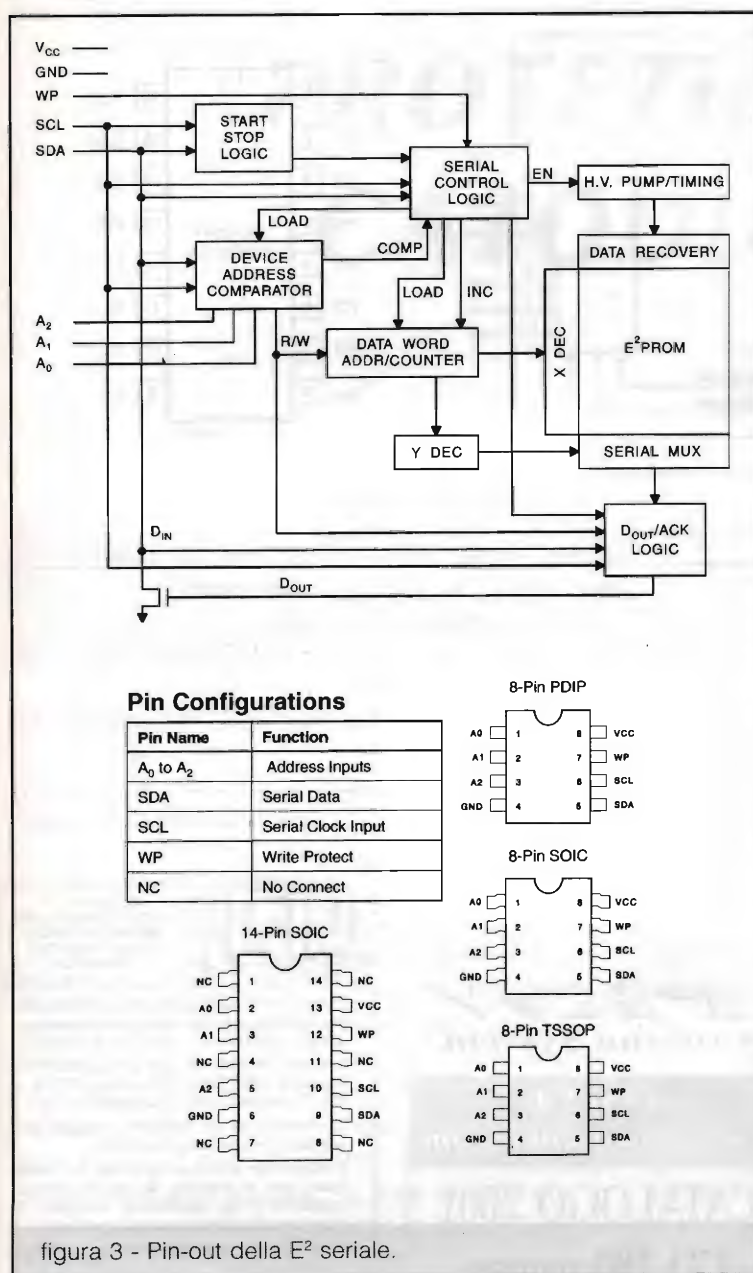 V_CC
GND
WP
SCL
SDA
START
STOP
LOGIC
SERIAL
CONTROL
LOGIC
EN
H.V. PUMP/TIMING
LOAD
COMP
DEVICE
ADDRESS
COMPARATOR
DATA RECOVERY
LOAD
INC
A₂
A₁
A₀
R/W
DATA WORD
ADDR/COUNTER
X DEC
E²PROM
Y DEC
SERIAL MUX
D_IN
D_OUT/ACK
LOGIC
D_OUT
Pin Configurations
Pin Name Function
A₀ to A₂ Address Inputs
SDA Serial Data
SCL Serial Clock Input
WP Write Protect
NC No Connect
8-Pin PDIP
A0 1 8 VCC
A1 2 7 WP
A2 3 6 SCL
GND 4 5 SDA
8-Pin SOIC
A0 1 8 VCC
A1 2 7 WP
A2 3 6 SCL
GND 4 5 SDA
14-Pin SOIC
NC 1 14 NC
A0 2 13 VCC
A1 3 12 WP
NC 4 11 NC
A2 5 10 SCL
GND 6 9 SDA
NC 7 8 NC
8-Pin TSSOP
A0 1 8 VCC
A1 2 7 WP
A2 3 6 SCL
GND 4 5 SDA
figura 3 - Pin-out della E² seriale.